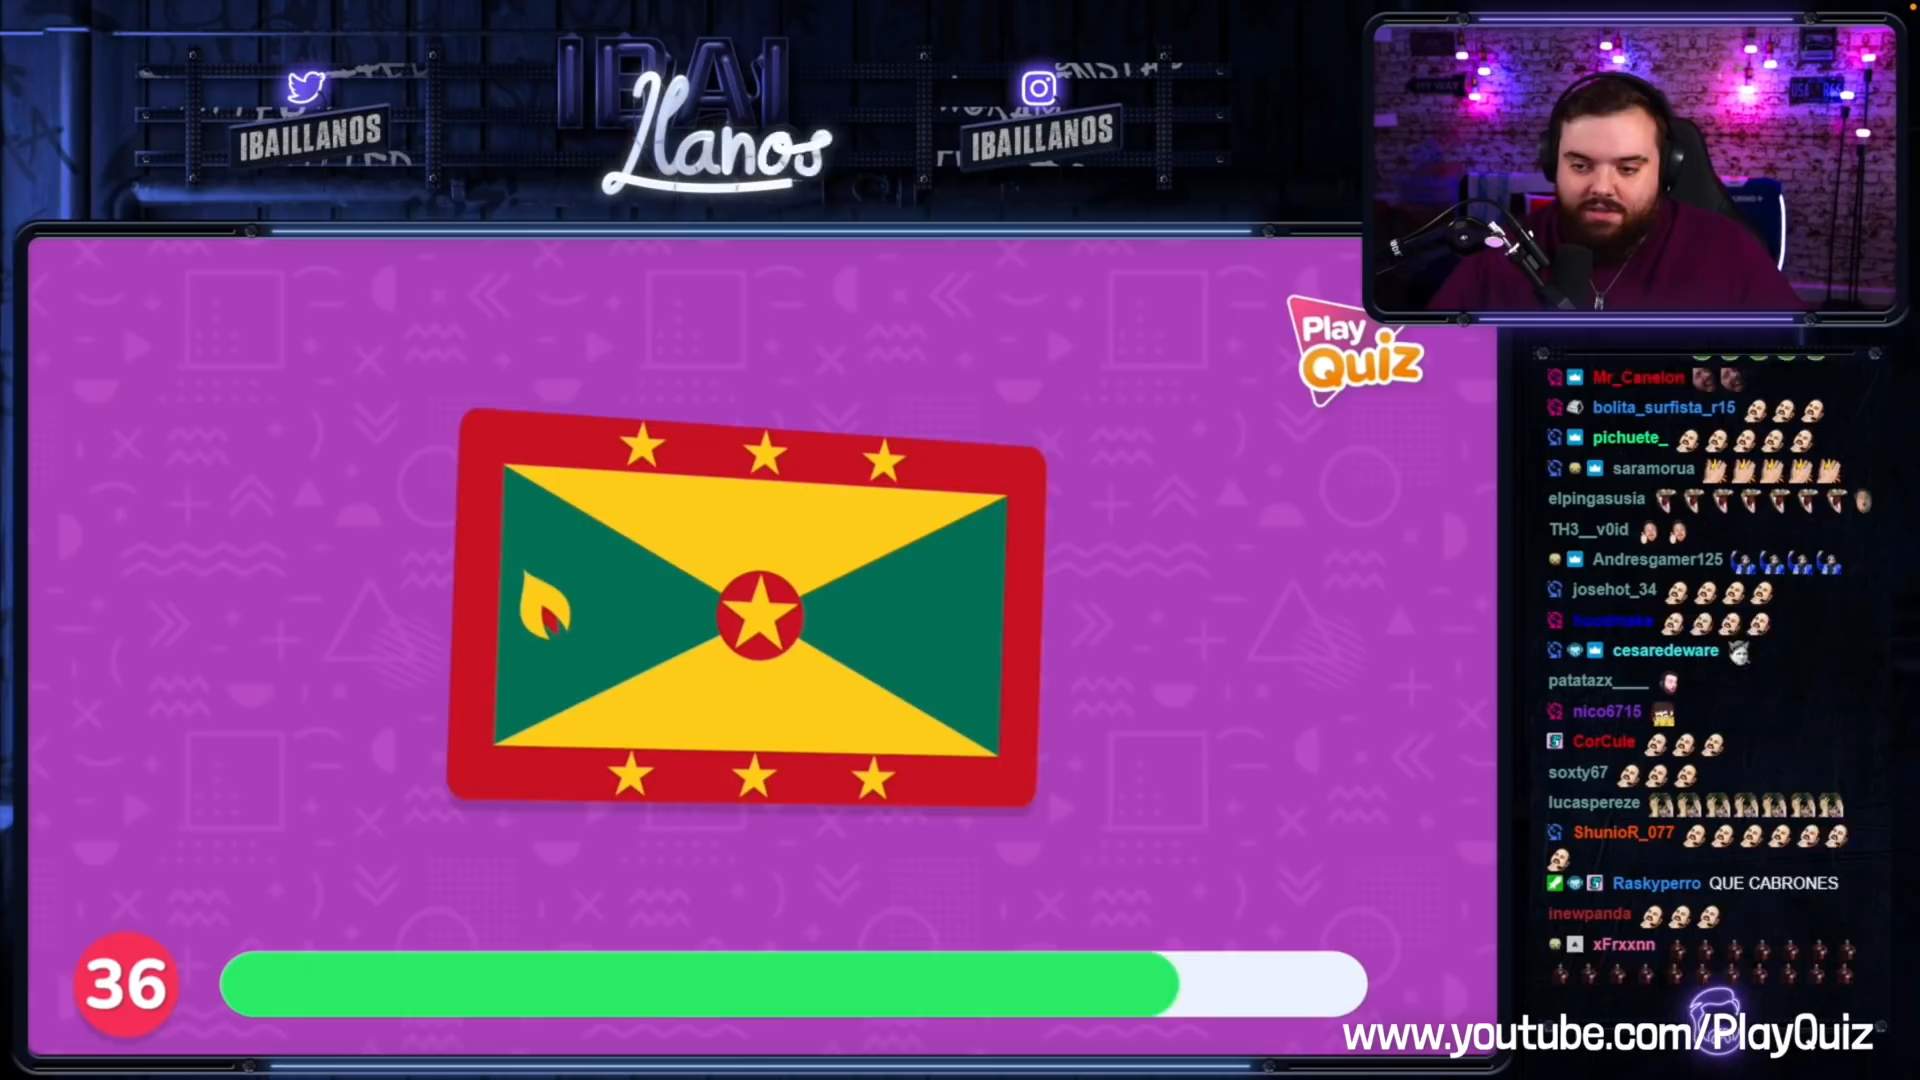 IBAI
Llanos
IBAILLANOS
IBAILLANOS
Play
Quiz
36
Mr_Canelon
bolita_surfista_r15
pichuete_
saramorua
elpingasusia
TH3__v0id
Andresgamer125
josehot_34
cesaredeware
patatazx____
nico6715
CorCule
soxty67
lucaspereze
ShunioR_077
Raskyperro QUE CABRONES
inewpanda
xFrxxnn
www.youtube.com/PlayQuiz